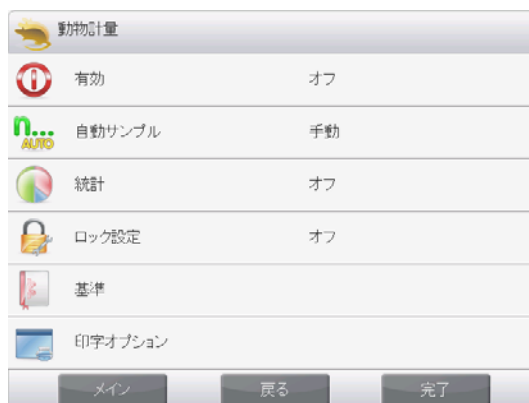 動物計量
有効 オフ
n... AUTO 自動サンプル 手動
統計 オフ
ロック設定 オフ
基準
印字オプション
メイン 戻る 完了